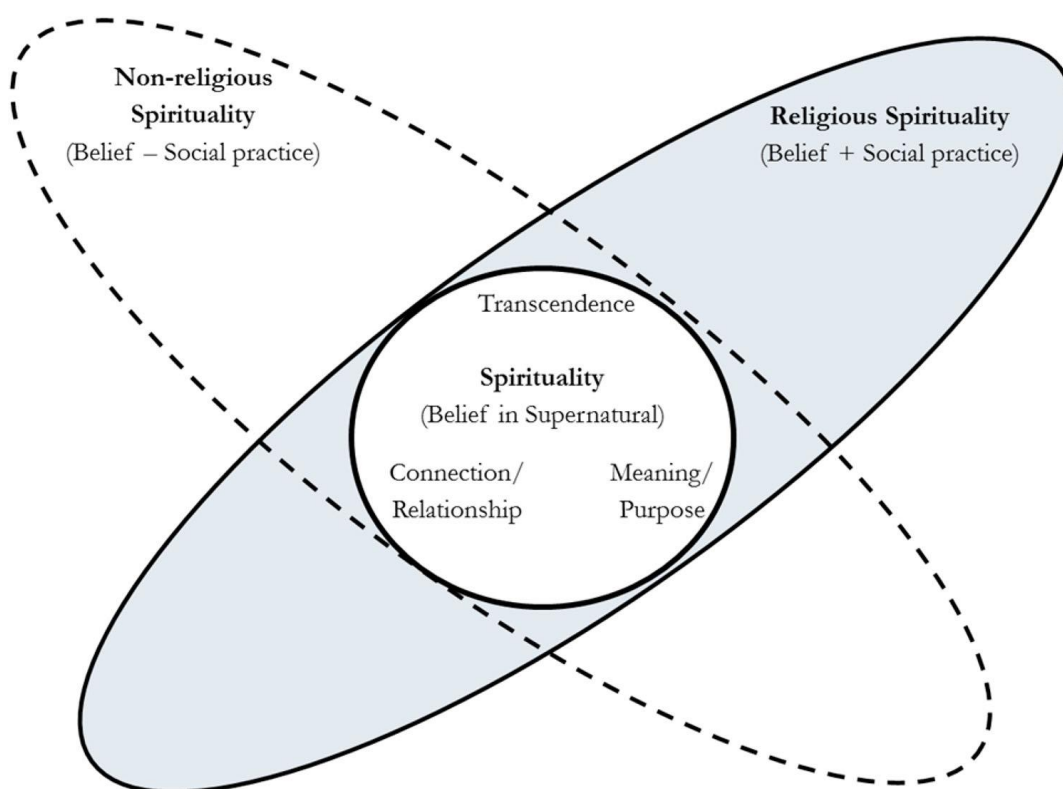 Non-religious
Spirituality
(Belief – Social practice)
Religious Spirituality
(Belief + Social practice)
Transcendence
Spirituality
(Belief in Supernatural)
Connection/
Relationship
Meaning/
Purpose